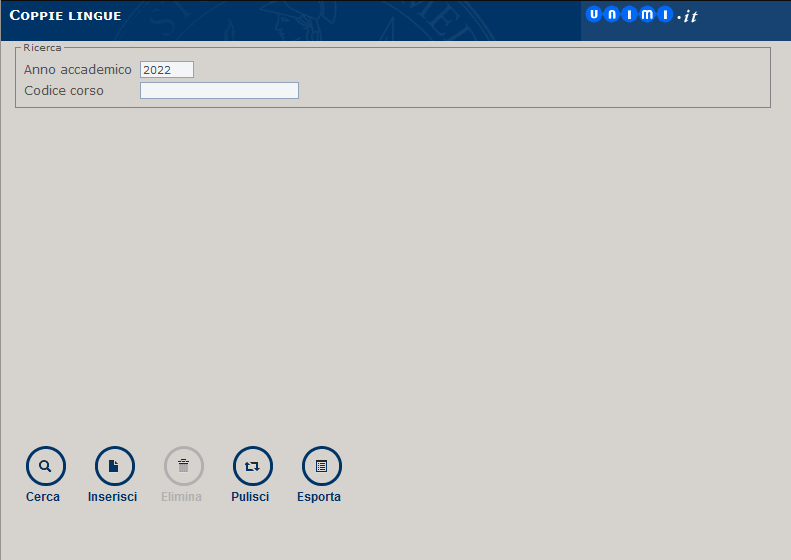 COPPIE LINGUE
UNIMI.it
Ricerca
Anno accademico 2022
Codice corso
Cerca Inserisci Elimina Pulisci Esporta